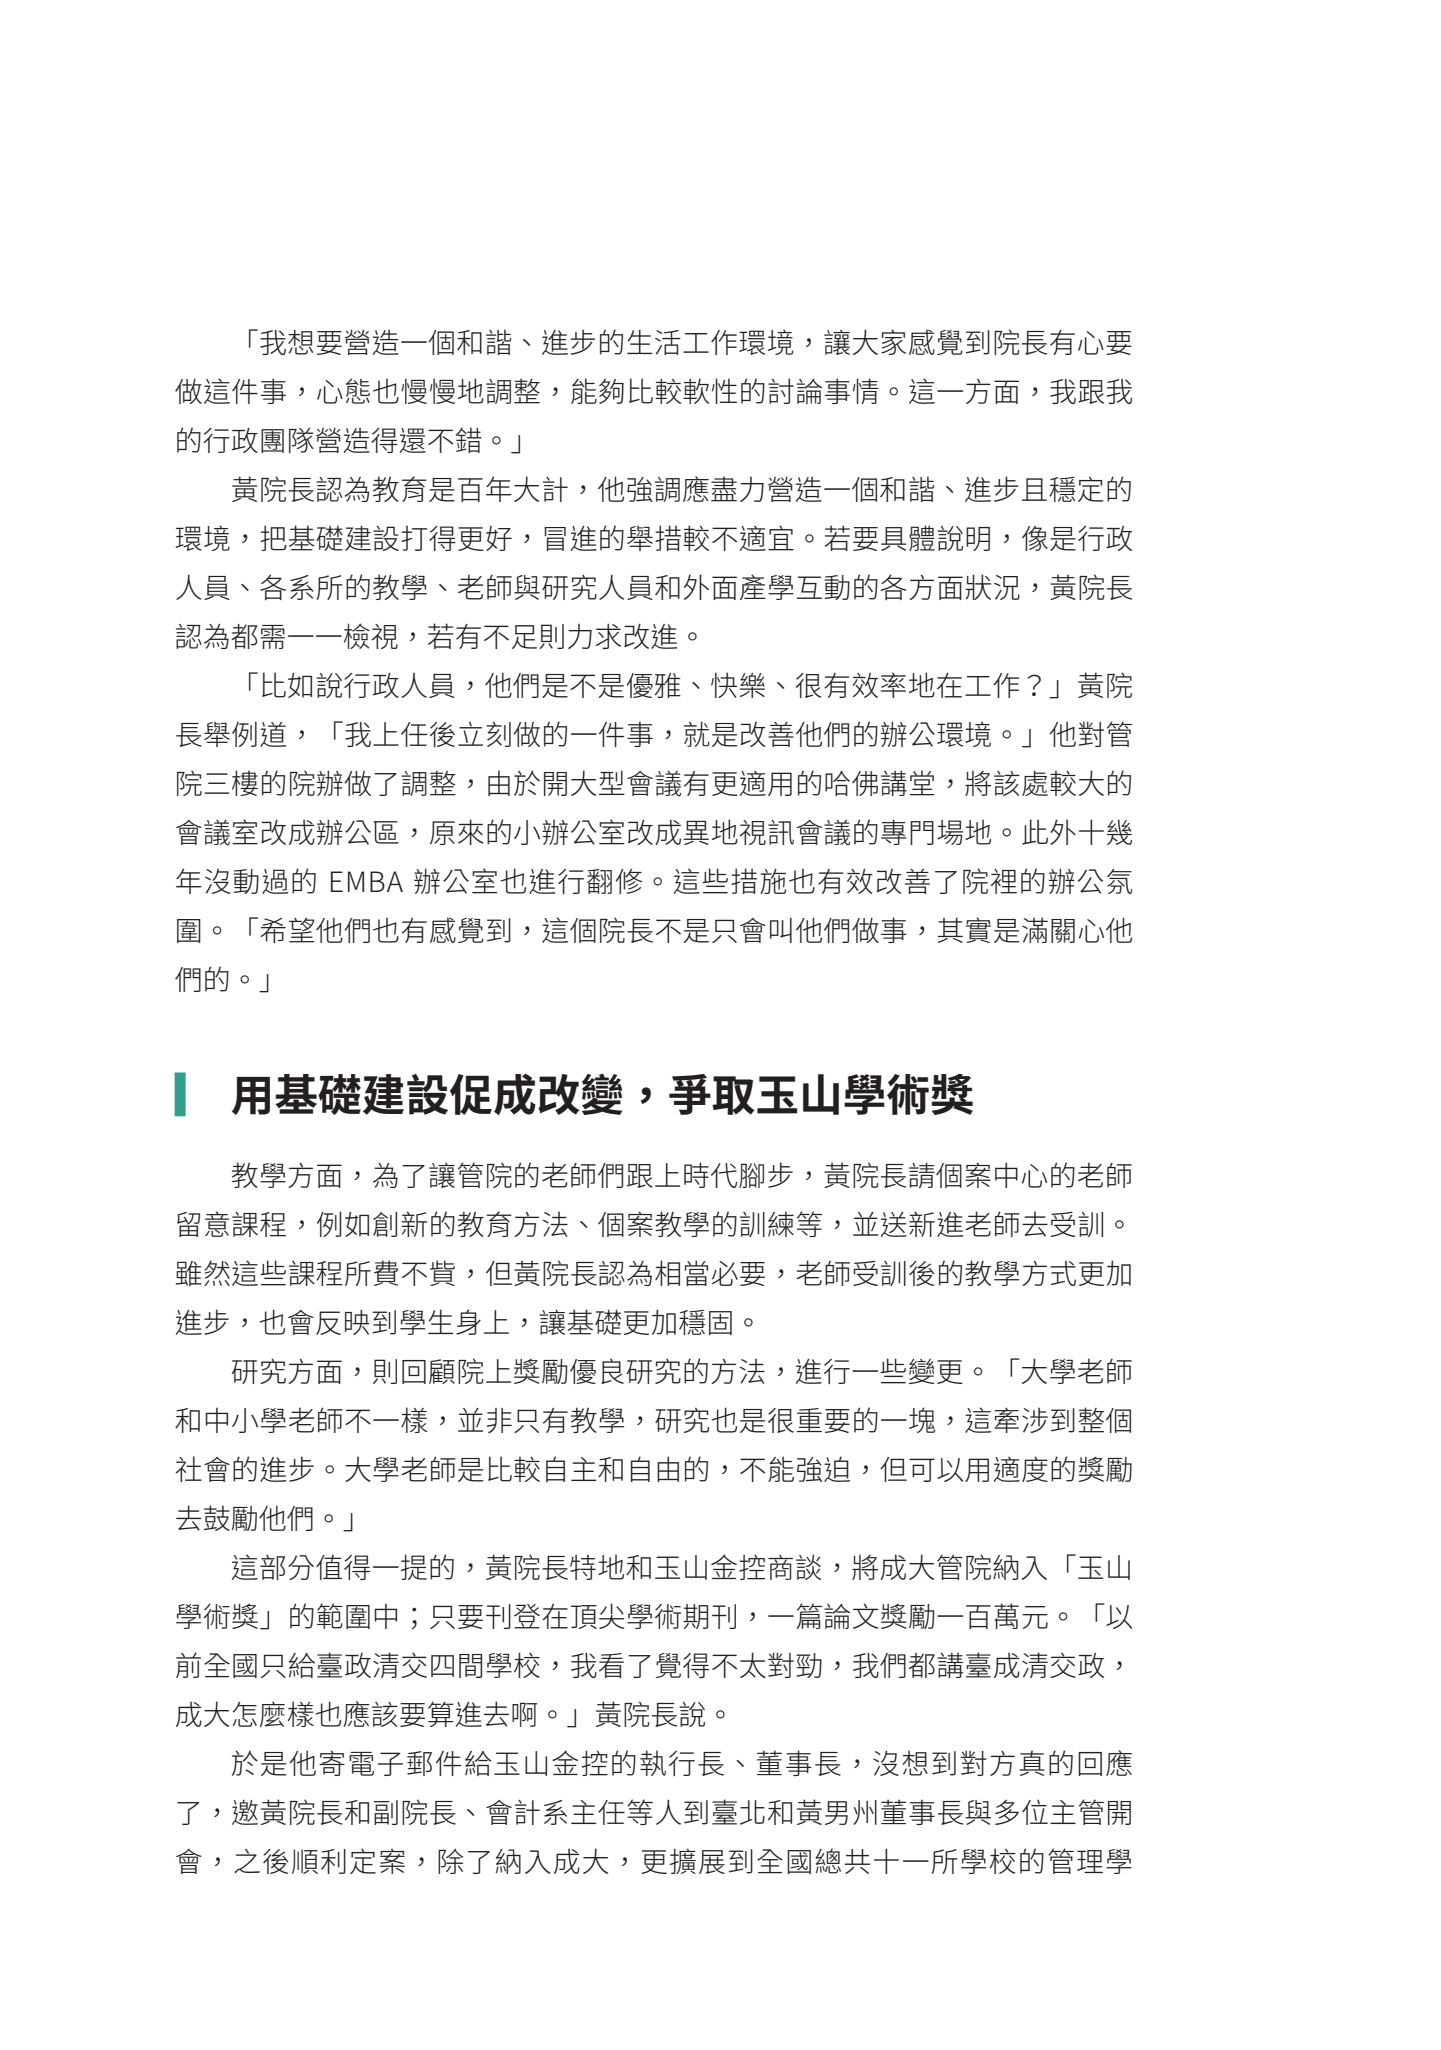 「我想要營造一個和諧、進步的生活工作環境，讓大家感覺到院長有心要
做這件事，心態也慢慢地調整，能夠比較軟性的討論事情。這一方面，我跟我
的行政團隊營造得還不錯。」
黃院長認為教育是百年大計，他強調應盡力營造一個和諧、進步且穩定的
環境，把基礎建設打得更好，冒進的舉措較不適宜。若要具體說明，像是行政
人員、各系所的教學、老師與研究人員和外面產學互動的各方面狀況，黃院長
認為都需一一檢視，若有不足則力求改進。
「比如說行政人員，他們是不是優雅、快樂、很有效率地在工作？」黃院
長舉例道，「我上任後立刻做的一件事，就是改善他們的辦公環境。」他對管
院三樓的院辦做了調整，由於開大型會議有更適用的哈佛講堂，將該處較大的
會議室改成辦公區，原來的小辦公室改成異地視訊會議的專門場地。此外十幾
年沒動過的 EMBA 辦公室也進行翻修。這些措施也有效改善了院裡的辦公氛
圍。「希望他們也有感覺到，這個院長不是只會叫他們做事，其實是滿關心他
們的。」
用基礎建設促成改變，爭取玉山學術獎
教學方面，為了讓管院的老師們跟上時代腳步，黃院長請個案中心的老師
留意課程，例如創新的教育方法、個案教學的訓練等，並送新進老師去受訓。
雖然這些課程所費不貲，但黃院長認為相當必要，老師受訓後的教學方式更加
進步，也會反映到學生身上，讓基礎更加穩固。
研究方面，則回顧院上獎勵優良研究的方法，進行一些變更。「大學老師
和中小學老師不一樣，並非只有教學，研究也是很重要的一塊，這牽涉到整個
社會的進步。大學老師是比較自主和自由的，不能強迫，但可以用適度的獎勵
去鼓勵他們。」
這部分值得一提的，黃院長特地和玉山金控商談，將成大管院納入「玉山
學術獎」的範圍中；只要刊登在頂尖學術期刊，一篇論文獎勵一百萬元。「以
前全國只給臺政清交四間學校，我看了覺得不太對勁，我們都講臺成清交政，
成大怎麼樣也應該要算進去啊。」黃院長說。
於是他寄電子郵件給玉山金控的執行長、董事長，沒想到對方真的回應
了，邀黃院長和副院長、會計系主任等人到臺北和黃男州董事長與多位主管開
會，之後順利定案，除了納入成大，更擴展到全國總共十一所學校的管理學